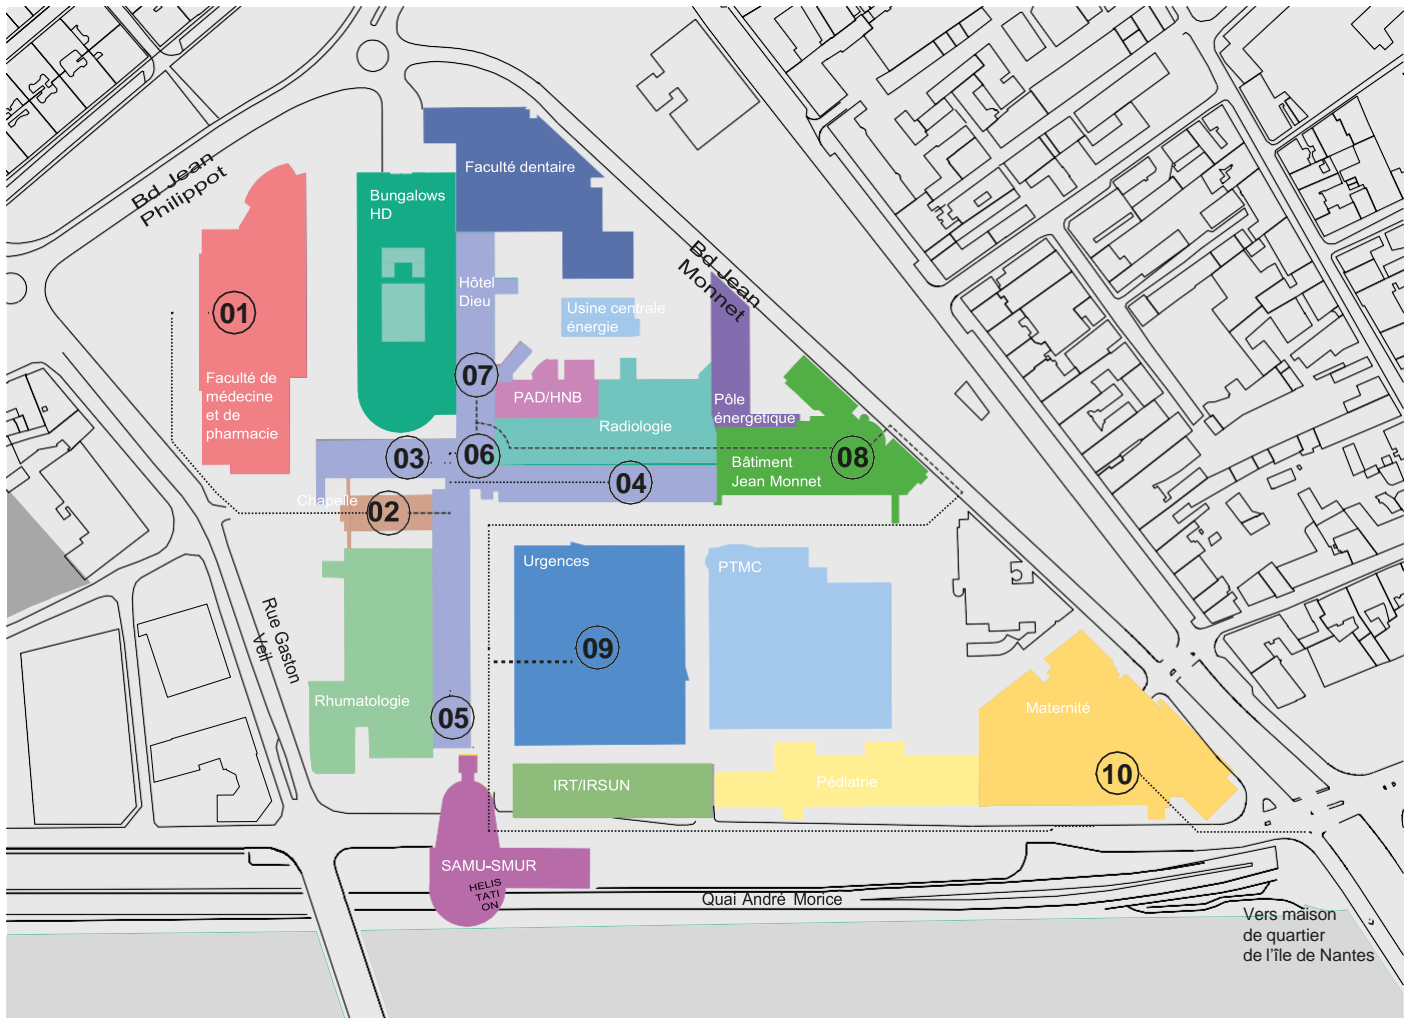 Bd Jean
Philippot
Faculté dentaire
Bungalows
HD
Bd Jean
Monnet
Hôtel
Dieu
Usine centrale
énergie
01
07
Faculté de
médecine
et de
pharmacie
PAD/HNB
Pôle
énergétique
Radiologie
03
06
08
Bâtiment
Jean Monnet
04
Chapelle
02
Urgences
PTMC
Rue Gaston
Veil
09
Rhumatologie
05
Maternité
10
IRT/IRSUN
Pédiatrie
SAMU-SMUR
HELIS
TATI
ON
Quai André Morice
Vers maison
de quartier
de l'île de Nantes